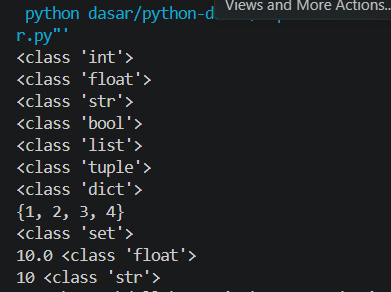 python dasar/python-d
Views and More Actions..
r.py"'
<class 'int'>
<class 'float'>
<class 'str'>
<class 'bool'>
<class 'list'>
<class 'tuple'>
<class 'dict'>
{1, 2, 3, 4}
<class 'set'>
10.0 <class 'float'>
10 <class 'str'>